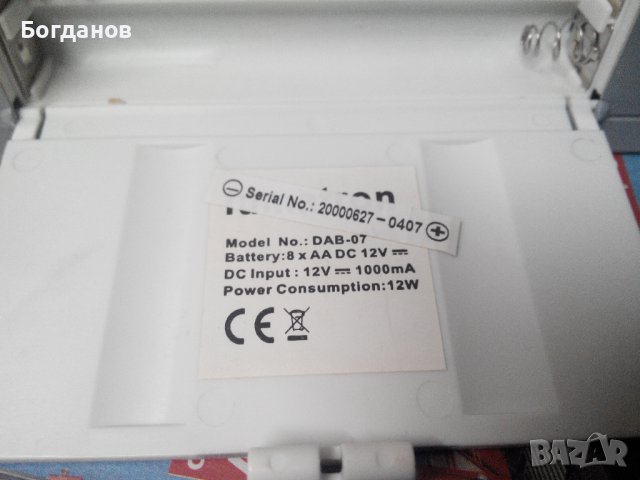 Богданов
Serial No.: 20000627-0407
Model No.: DAB-07
Battery:8 x AA DC 12V
DC Input : 12V 1000mA
Power Consumption:12W
CE
BAZAR